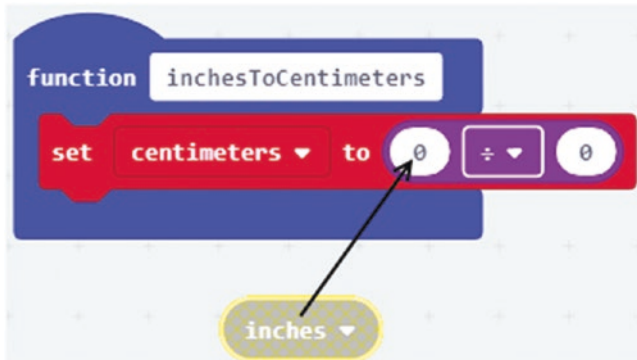 function inchesToCentimeters
set centimeters to 0 ÷ 0
inches